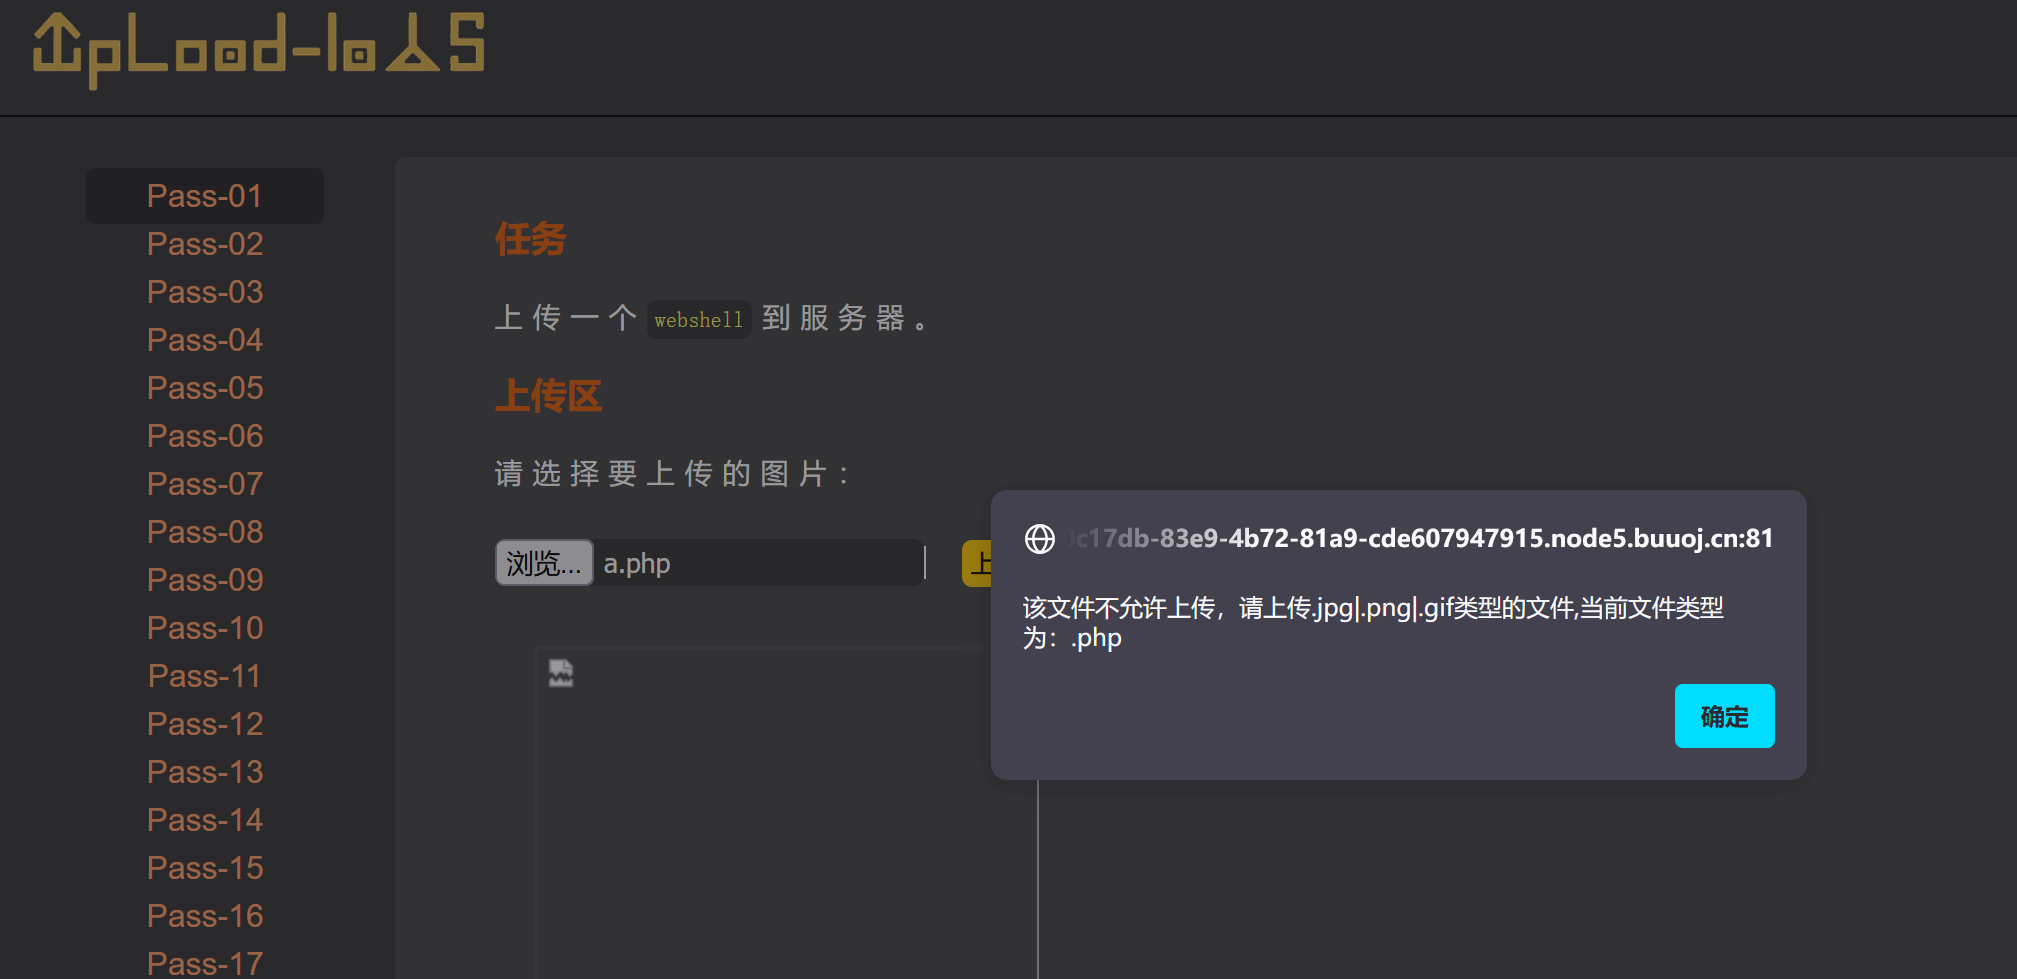 UpLoad-labS
Pass-01
Pass-02
Pass-03
Pass-04
Pass-05
Pass-06
Pass-07
Pass-08
Pass-09
Pass-10
Pass-11
Pass-12
Pass-13
Pass-14
Pass-15
Pass-16
Pass-17
任务
上传一个 webshell 到服务器。
上传区
请选择要上传的图片：
浏览... a.php
上
c17db-83e9-4b72-81a9-cde607947915.node5.buuoj.cn:81
该文件不允许上传，请上传.jpg|.png|.gif类型的文件,当前文件类型
为：.php
确定